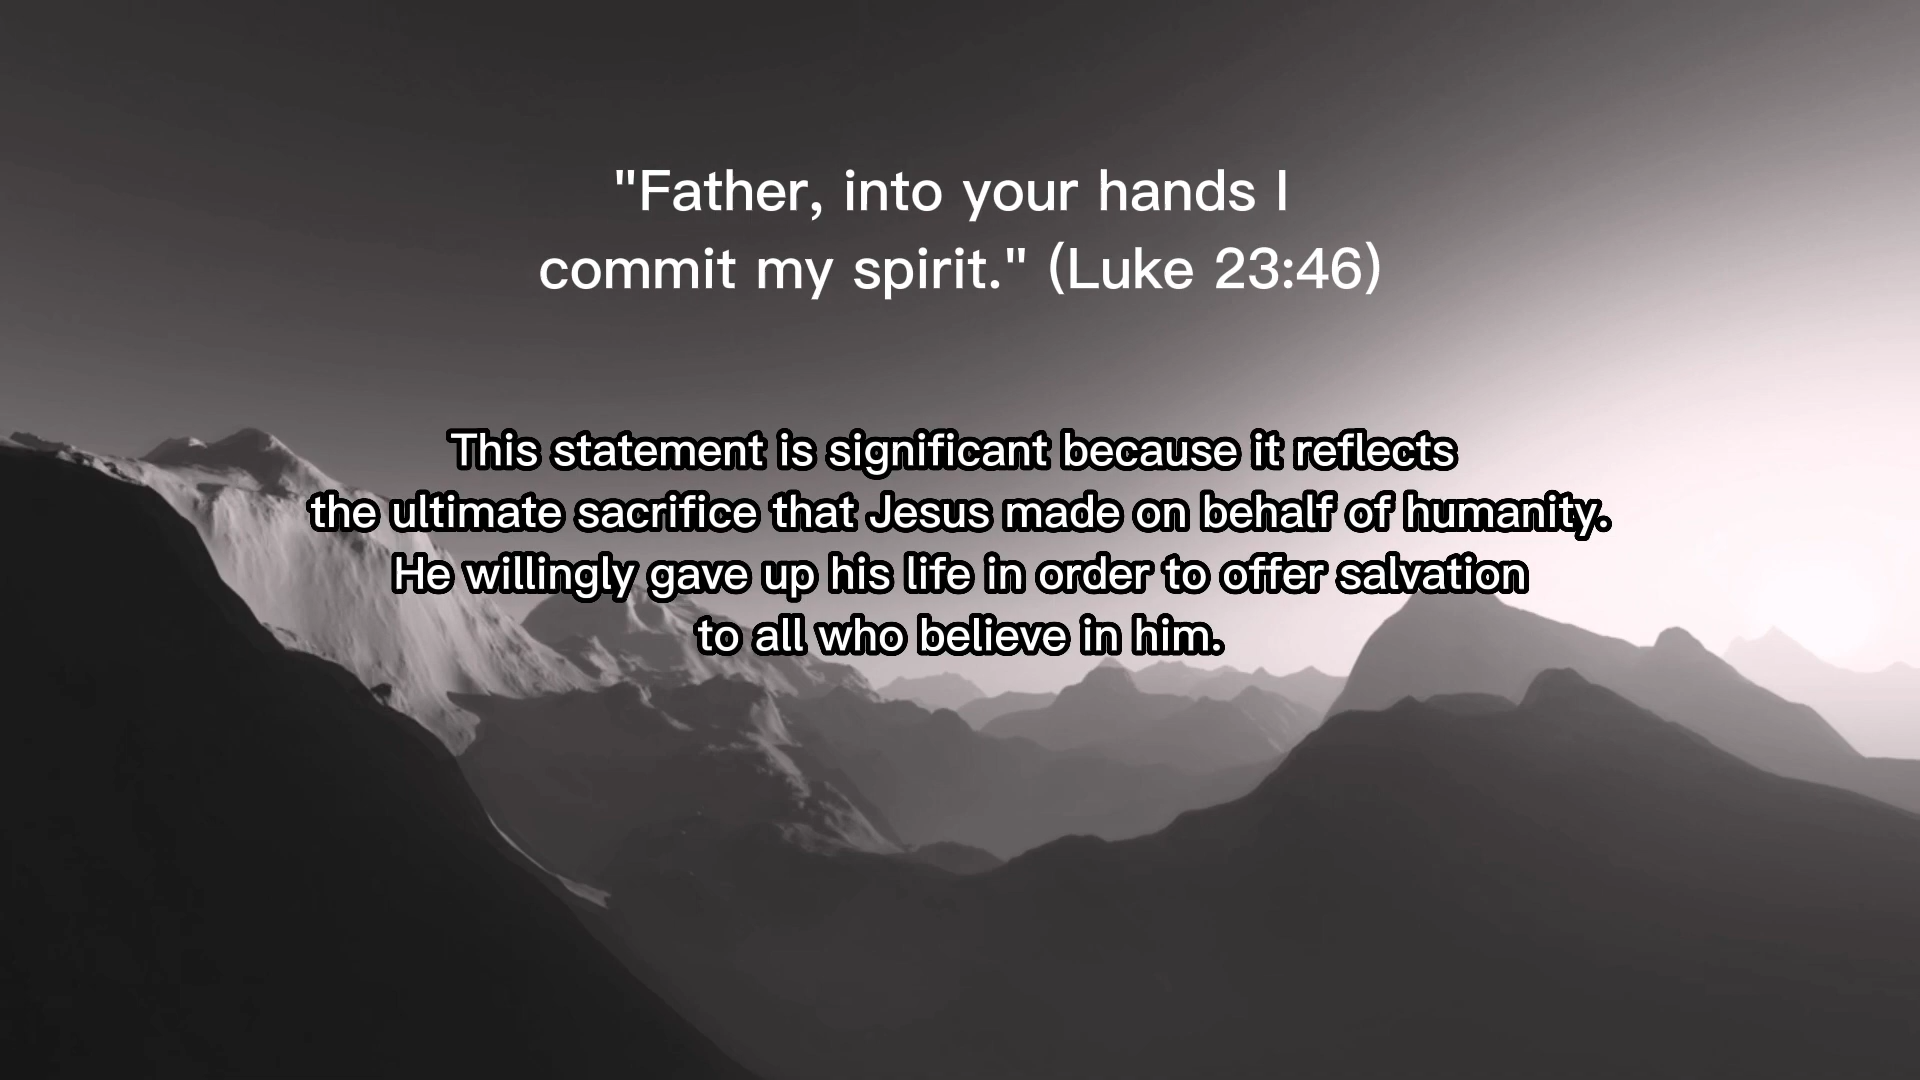 "Father, into your hands I
commit my spirit." (Luke 23:46)
This statement is significant because it reflects
the ultimate sacrifice that Jesus made on behalf of humanity.
He willingly gave up his life in order to offer salvation
to all who believe in him.